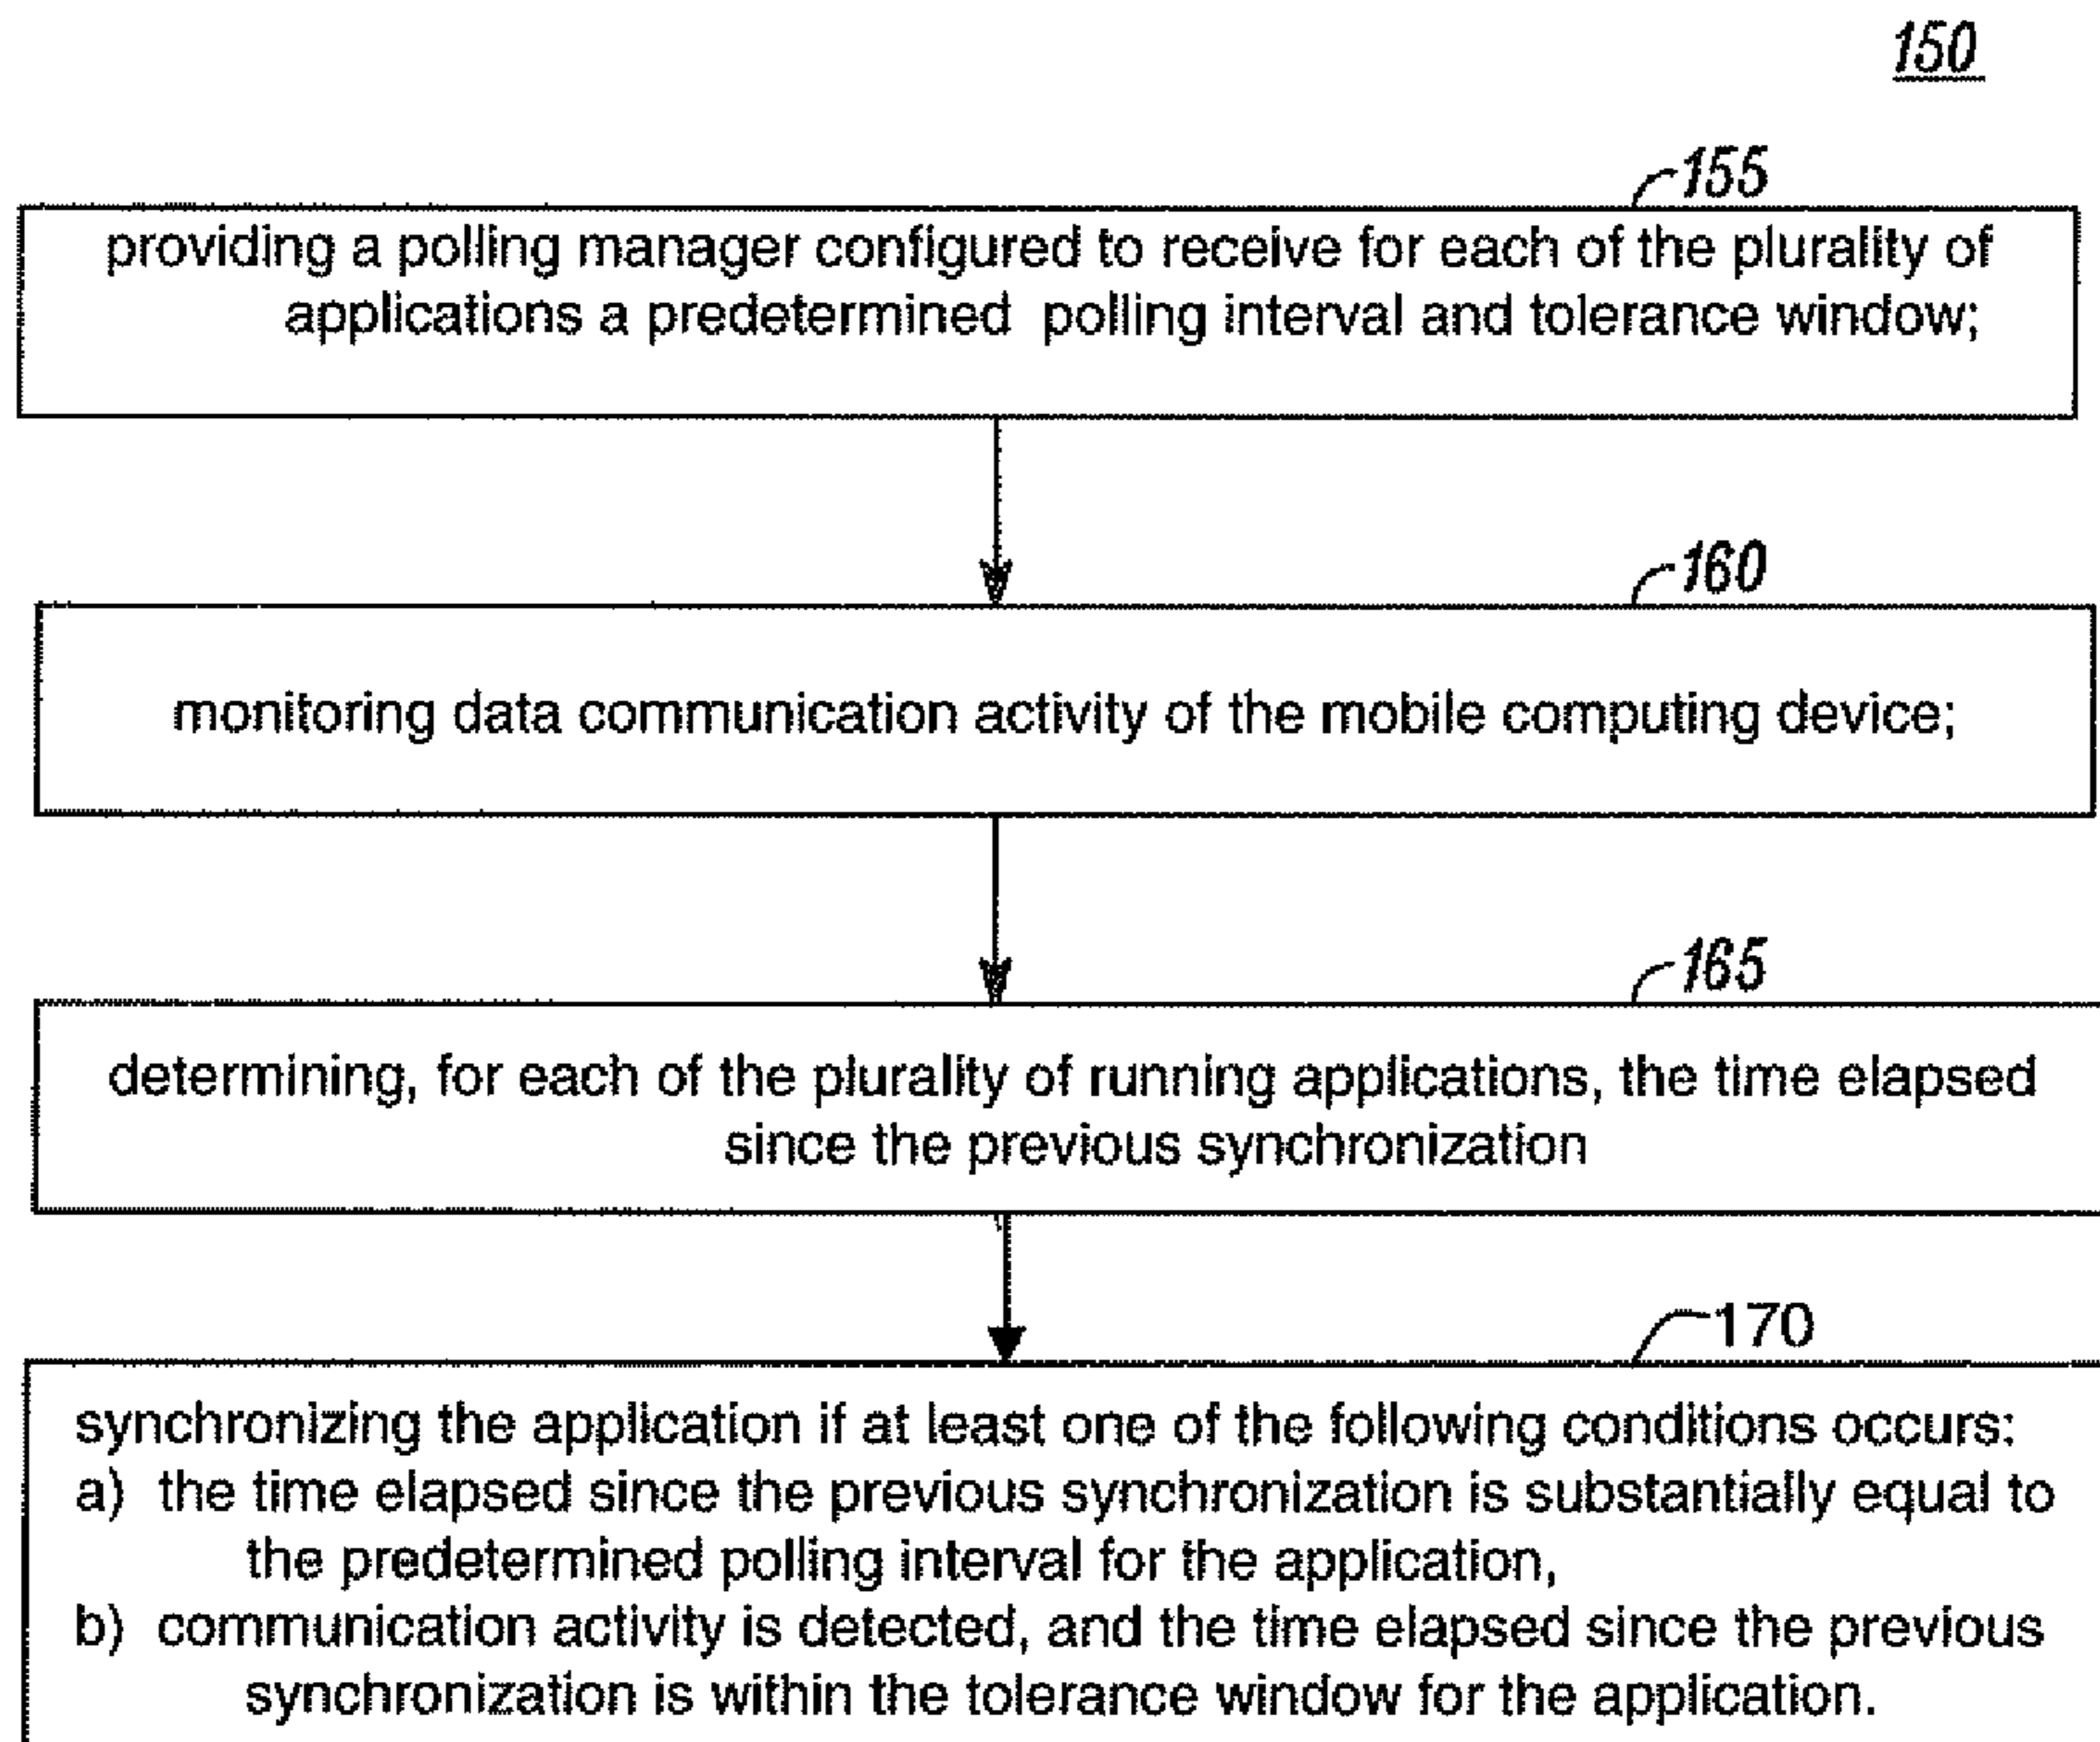 150
155
providing a polling manager configured to receive for each of the plurality of
applications a predetermined polling interval and tolerance window;
160
monitoring data communication activity of the mobile computing device;
165
determining, for each of the plurality of running applications, the time elapsed
since the previous synchronization
170
synchronizing the application if at least one of the following conditions occurs:
a) the time elapsed since the previous synchronization is substantially equal to
the predetermined polling interval for the application,
b) communication activity is detected, and the time elapsed since the previous
synchronization is within the tolerance window for the application.